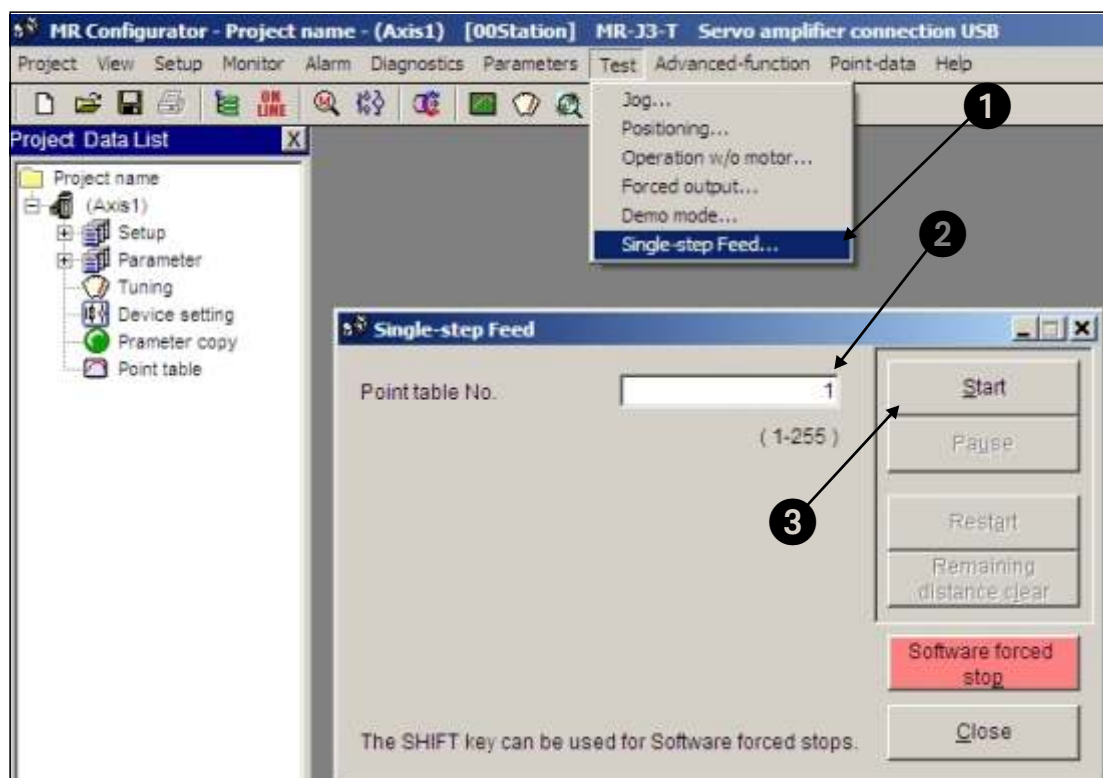 MR Configurator - Project name - (Axis1) [00Station] MR-J3-T Servo amplifier connection USB
Project View Setup Monitor Alarm Diagnostics Parameters Test Advanced-function Point-data Help
ON LINE
Jog...
Positioning...
Operation w/o motor...
Forced output...
Demo mode...
Single-step Feed...
1
2
3
Project Data List X
Project name
(Axis1)
Setup
Parameter
Tuning
Device setting
Prameter copy
Point table
Single-step Feed
Point table No. 1
( 1-255 )
Start
Pause
Restart
Remaining
distance clear
Software forced
stop
Close
The SHIFT key can be used for Software forced stops.